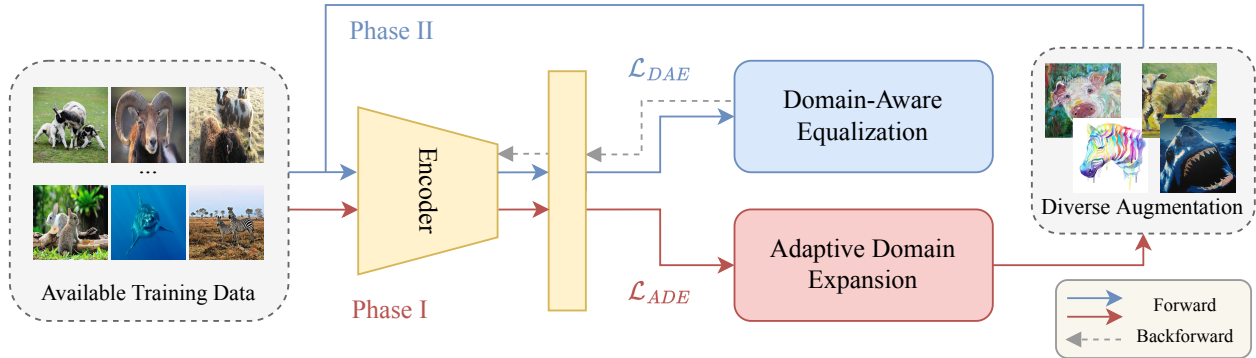 Phase II
ℒ_DAE
Domain-Aware
Equalization
...
Encoder
Diverse Augmentation
Adaptive Domain
Expansion
Available Training Data
Phase I
ℒ_ADE
Forward
Backforward